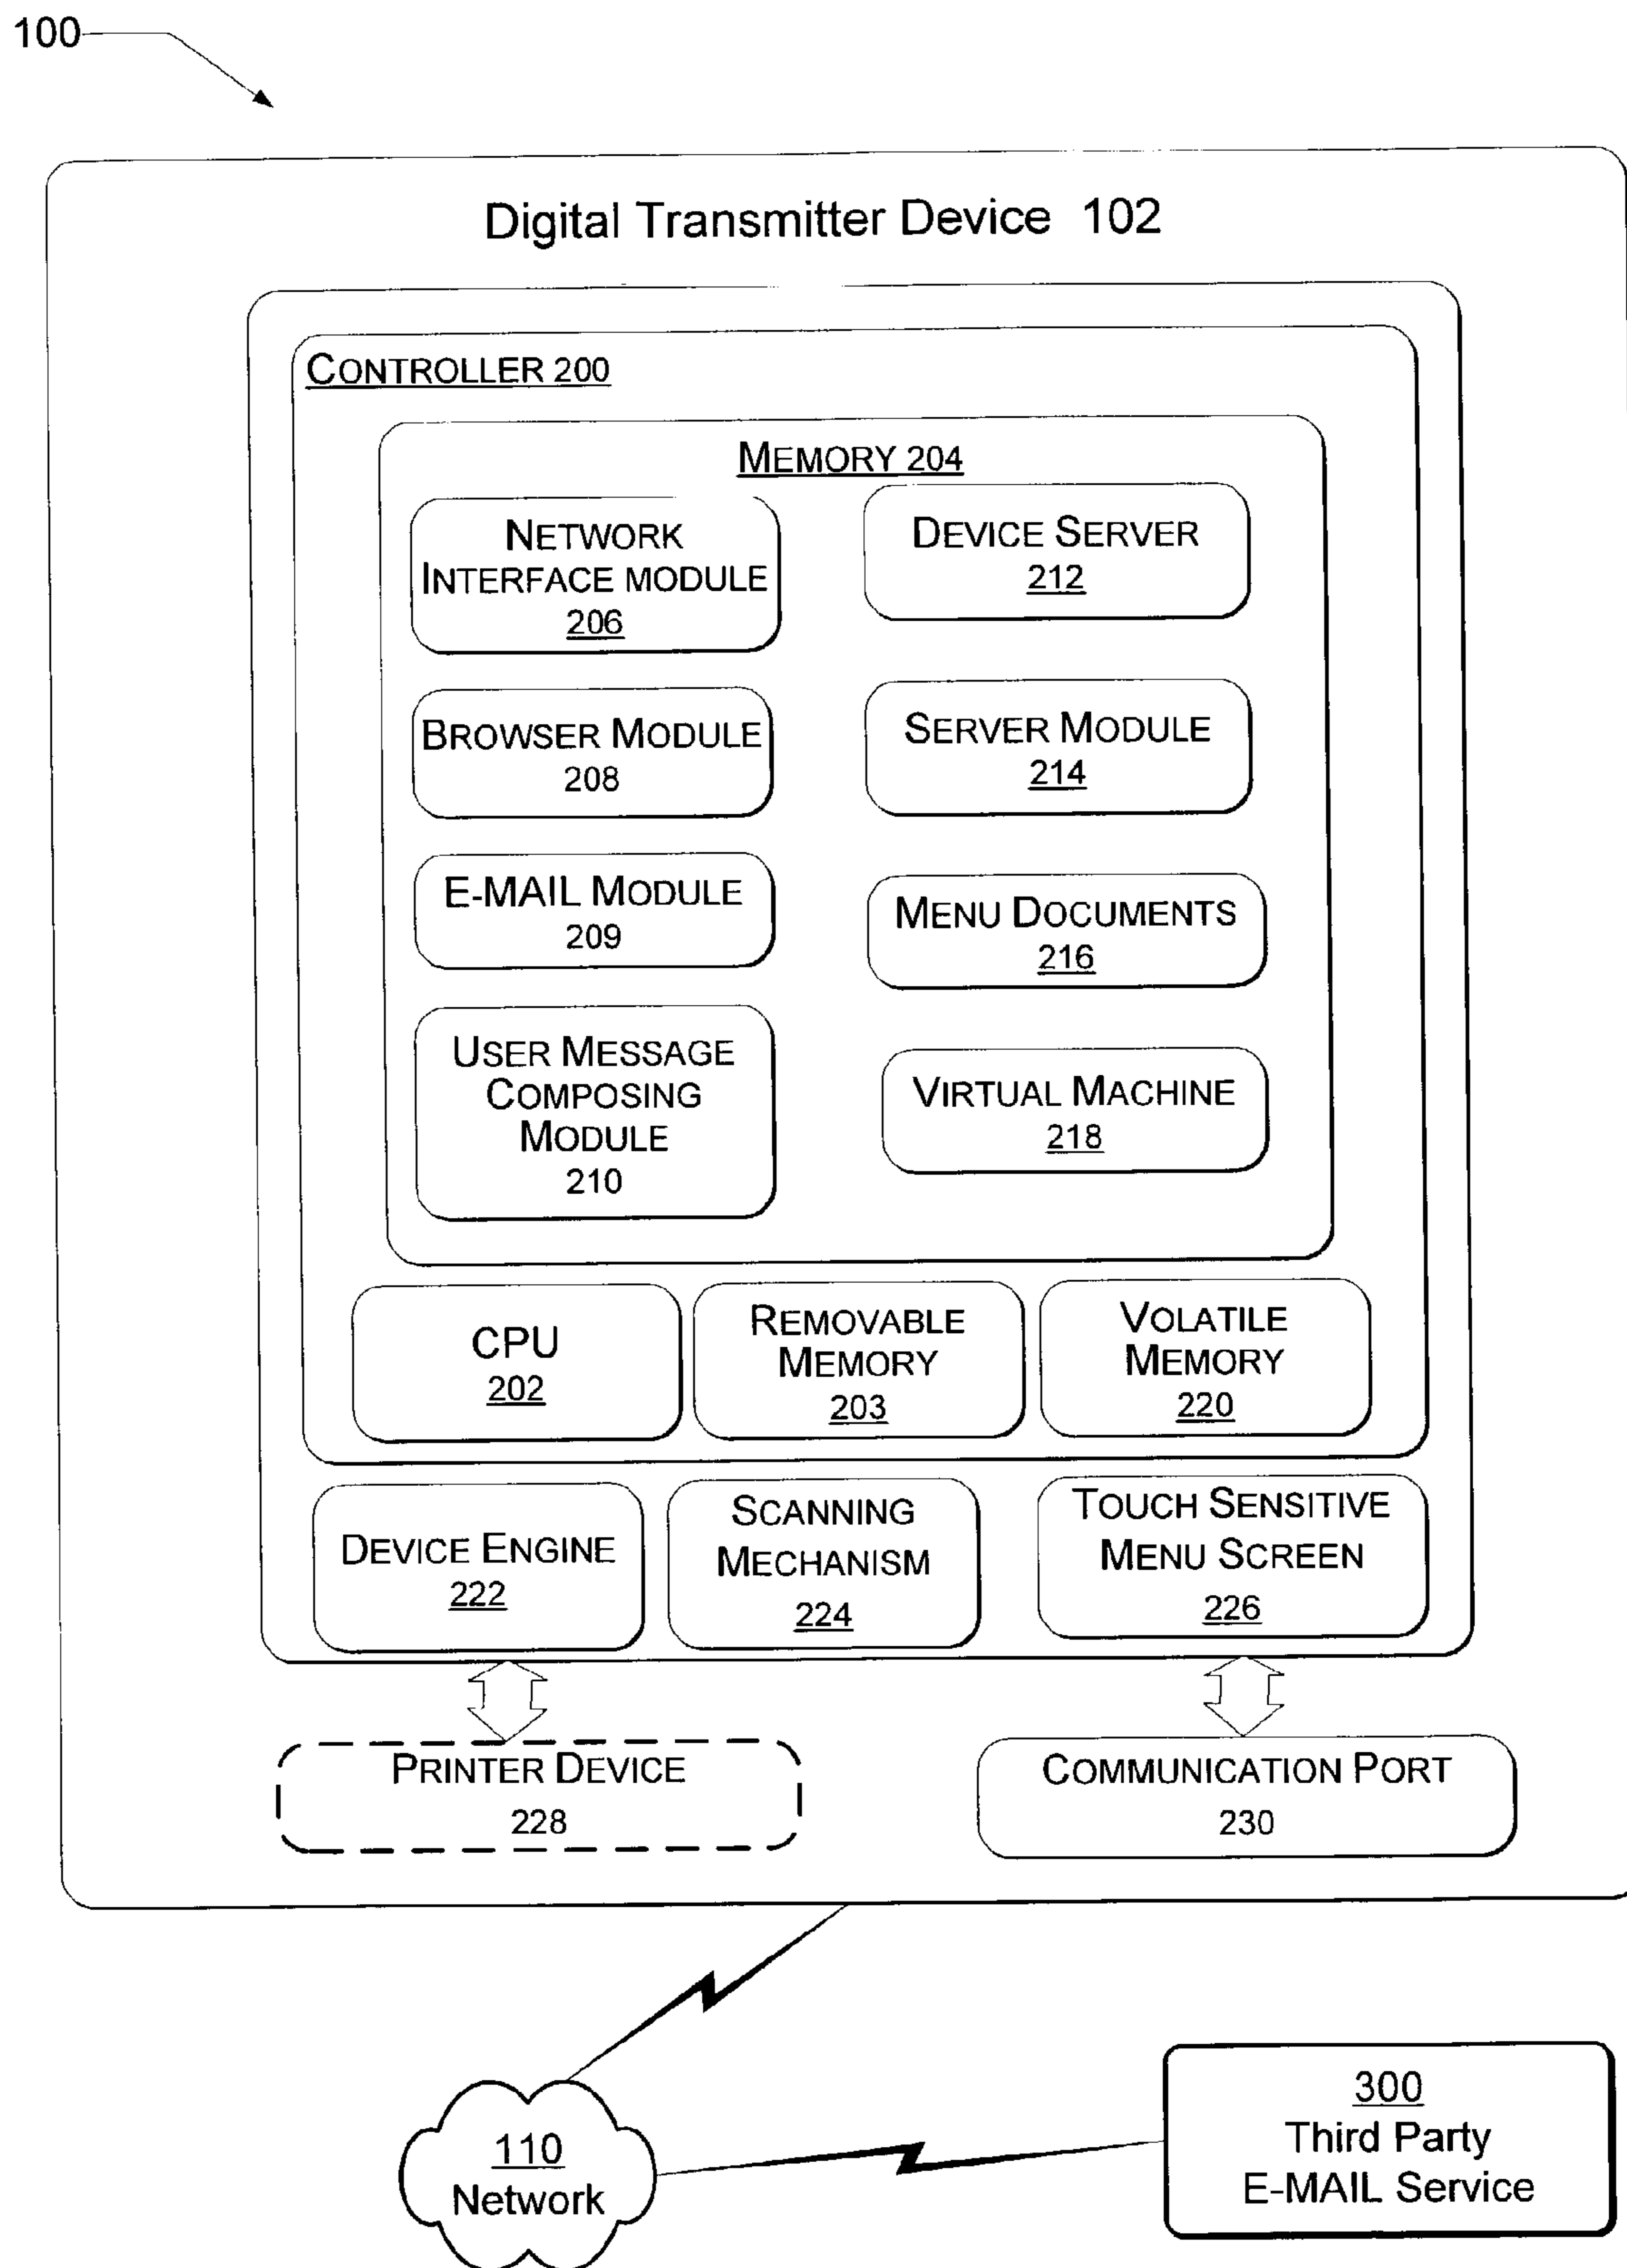 100
Digital Transmitter Device 102
CONTROLLER 200
MEMORY 204
NETWORK
INTERFACE MODULE
206
DEVICE SERVER
212
BROWSER MODULE
208
SERVER MODULE
214
E-MAIL MODULE
209
MENU DOCUMENTS
216
USER MESSAGE
COMPOSING
MODULE
210
VIRTUAL MACHINE
218
CPU
202
REMOVABLE
MEMORY
203
VOLATILE
MEMORY
220
DEVICE ENGINE
222
SCANNING
MECHANISM
224
TOUCH SENSITIVE
MENU SCREEN
226
PRINTER DEVICE
228
COMMUNICATION PORT
230
110
Network
300
Third Party
E-MAIL Service